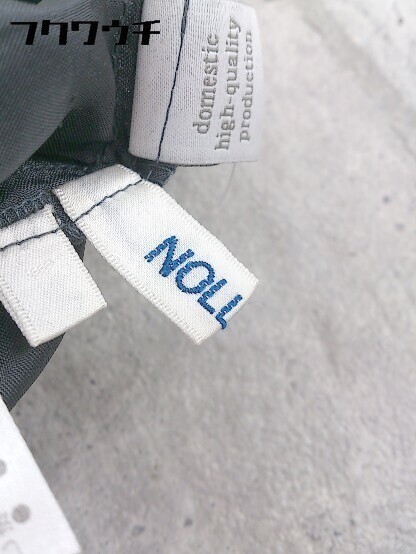 フクワウチ
domestic
high-quality
production
NOLL